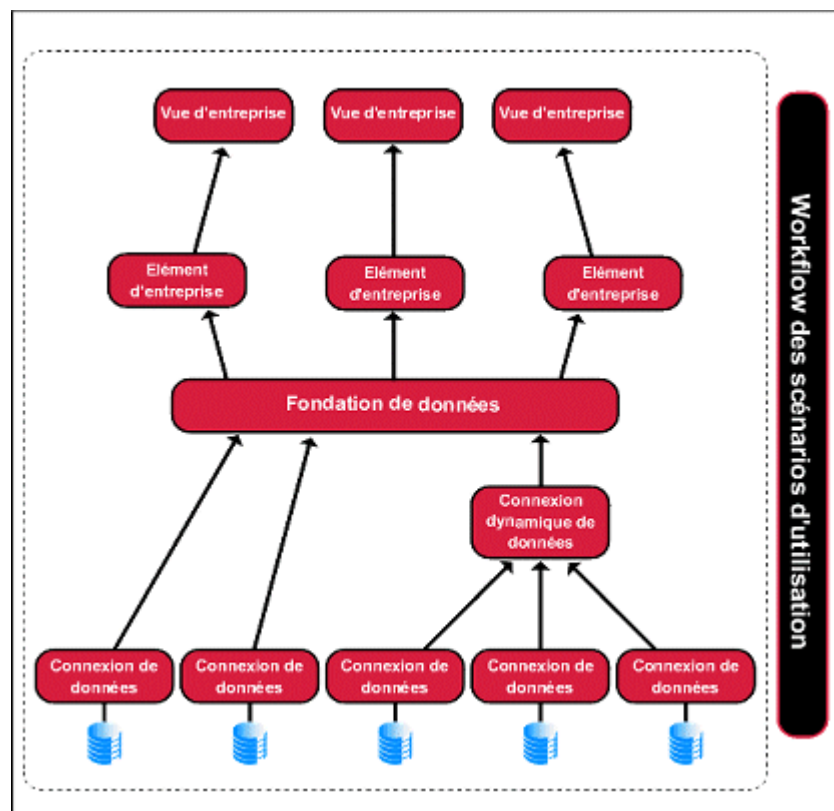 Vue d'entreprise
Vue d'entreprise
Vue d'entreprise
Elément
d'entreprise
Elément
d'entreprise
Elément
d'entreprise
Fondation de données
Connexion
dynamique de
données
Connexion de
données
Connexion de
données
Connexion de
données
Connexion de
données
Connexion de
données
Workflow des scénarios d'utilisation